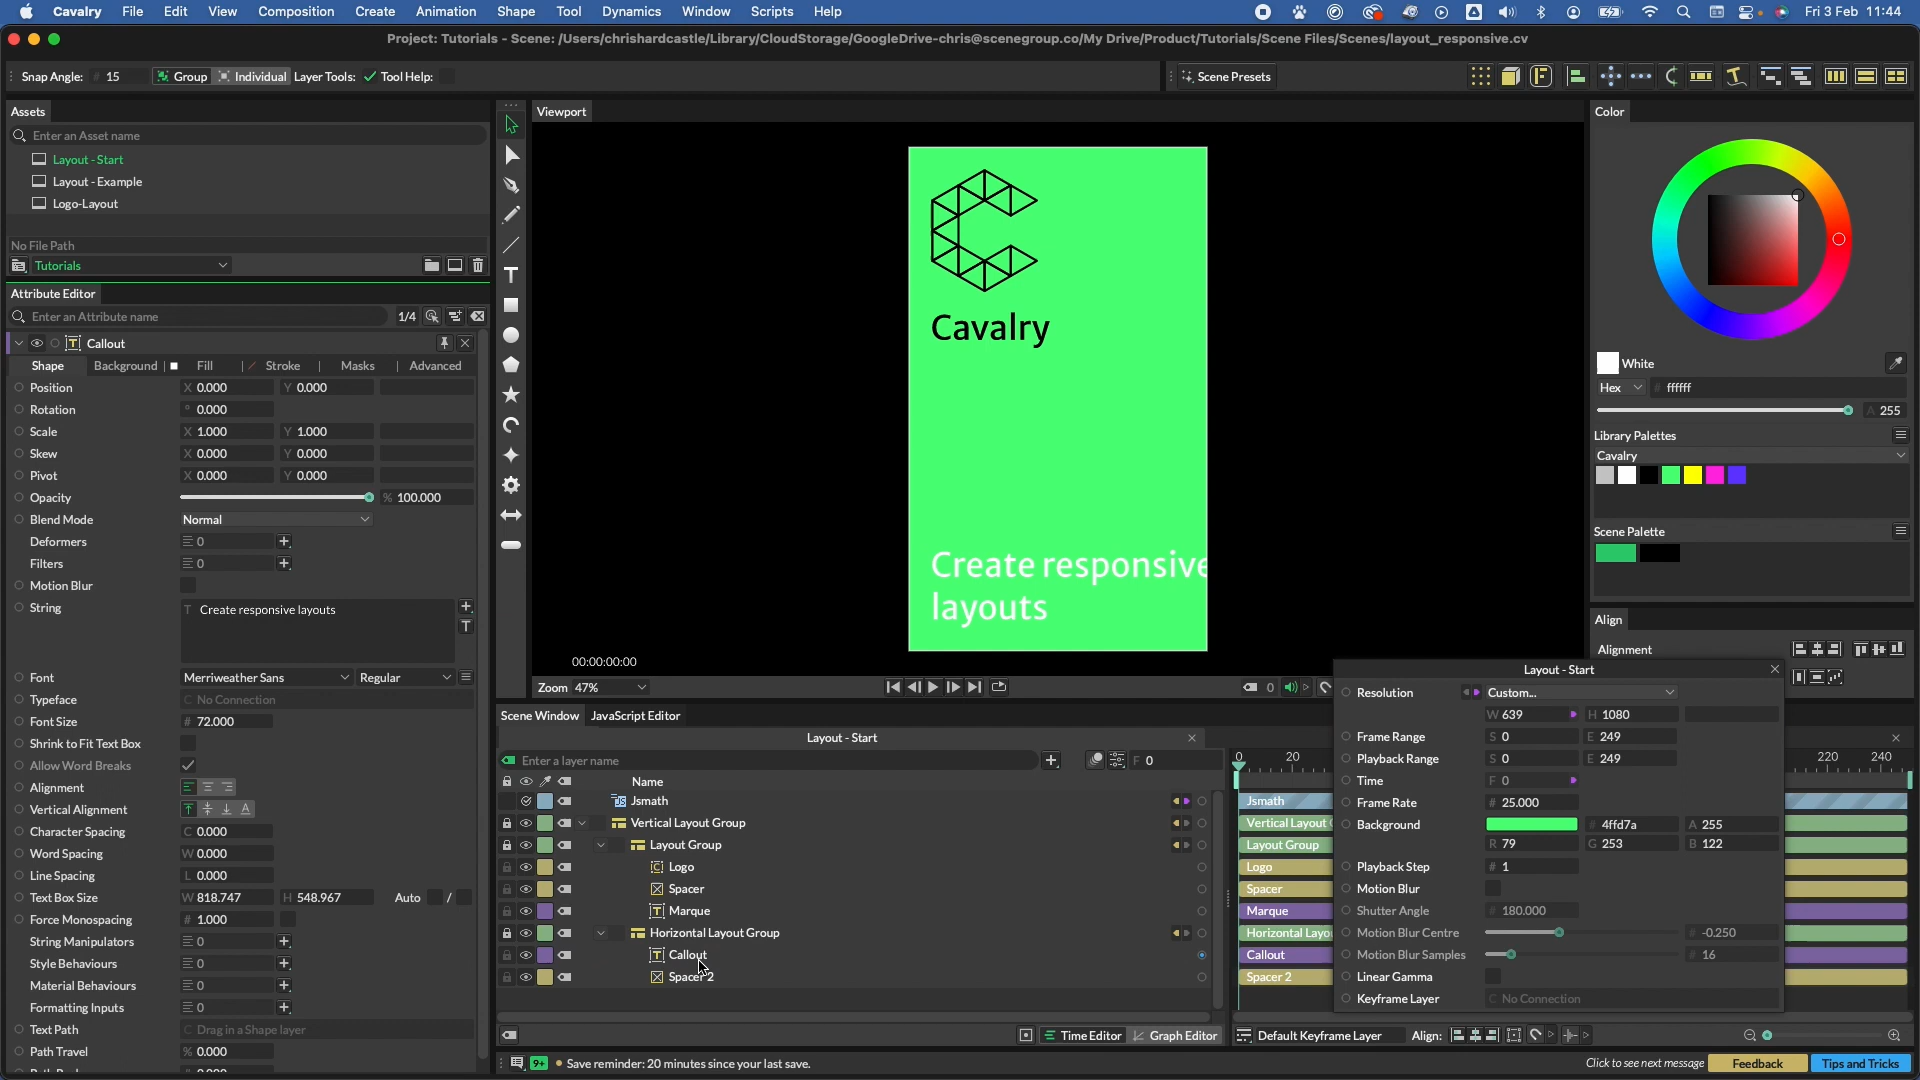 Cavalry File Edit View Composition Create Animation Shape Tool Dynamics Window Scripts Help Fri 3 Feb 11:44
Project: Tutorials - Scene: /Users/chrishardcastle/Library/CloudStorage/GoogleDrive-chris@scenegroup.co/My Drive/Product/Tutorials/Scene Files/Scenes/layout_responsive.cv
Snap Angle: # 15 Group Individual Layer Tools: Tool Help: Scene Presets
Assets
Enter an Asset name
Layout - Start
Layout - Example
Logo-Layout
No File Path
Tutorials
Attribute Editor
Enter an Attribute name 1/4
Callout
Shape Background Fill Stroke Masks Advanced
Position X 0.000 Y 0.000
Rotation ° 0.000
Scale X 1.000 Y 1.000
Skew X 0.000 Y 0.000
Pivot X 0.000 Y 0.000
Opacity % 100.000
Blend Mode Normal
Deformers 0
Filters 0
Motion Blur
String T Create responsive layouts
Font Merriweather Sans Regular
Typeface C No Connection
Font Size # 72.000
Shrink to Fit Text Box
Allow Word Breaks
Alignment
Vertical Alignment
Character Spacing C 0.000
Word Spacing W 0.000
Line Spacing L 0.000
Text Box Size W 818.747 H 548.967 Auto /
Force Monospacing # 1.000
String Manipulators 0
Style Behaviours 0
Material Behaviours 0
Formatting Inputs 0
Text Path C Drag in a Shape layer
Path Travel % 0.000
Viewport
Cavalry
Create responsive
layouts
00:00:00:00
Zoom 47% 0
Scene Window JavaScript Editor
Layout - Start
Enter a layer name F 0
Name
Jsmath
Vertical Layout Group
Layout Group
Logo
Spacer
Marque
Horizontal Layout Group
Callout
Spacer 2
Time Editor Graph Editor
0 20 220 240
Jsmath
Vertical Layout
Layout Group
Logo
Spacer
Marque
Horizontal Layou
Callout
Spacer 2
Default Keyframe Layer Align:
Layout - Start
Resolution Custom...
W 639 H 1080
Frame Range S 0 E 249
Playback Range S 0 E 249
Time F 0
Frame Rate # 25.000
Background # 4ffd7a A 255
R 79 G 253 B 122
Playback Step # 1
Motion Blur
Shutter Angle # 180.000
Motion Blur Centre # -0.250
Motion Blur Samples # 16
Linear Gamma
Keyframe Layer C No Connection
Color
White
Hex # ffffff
A 255
Library Palettes
Cavalry
Scene Palette
Align
Alignment
9+ Save reminder: 20 minutes since your last save.
Click to see next message Feedback Tips and Tricks